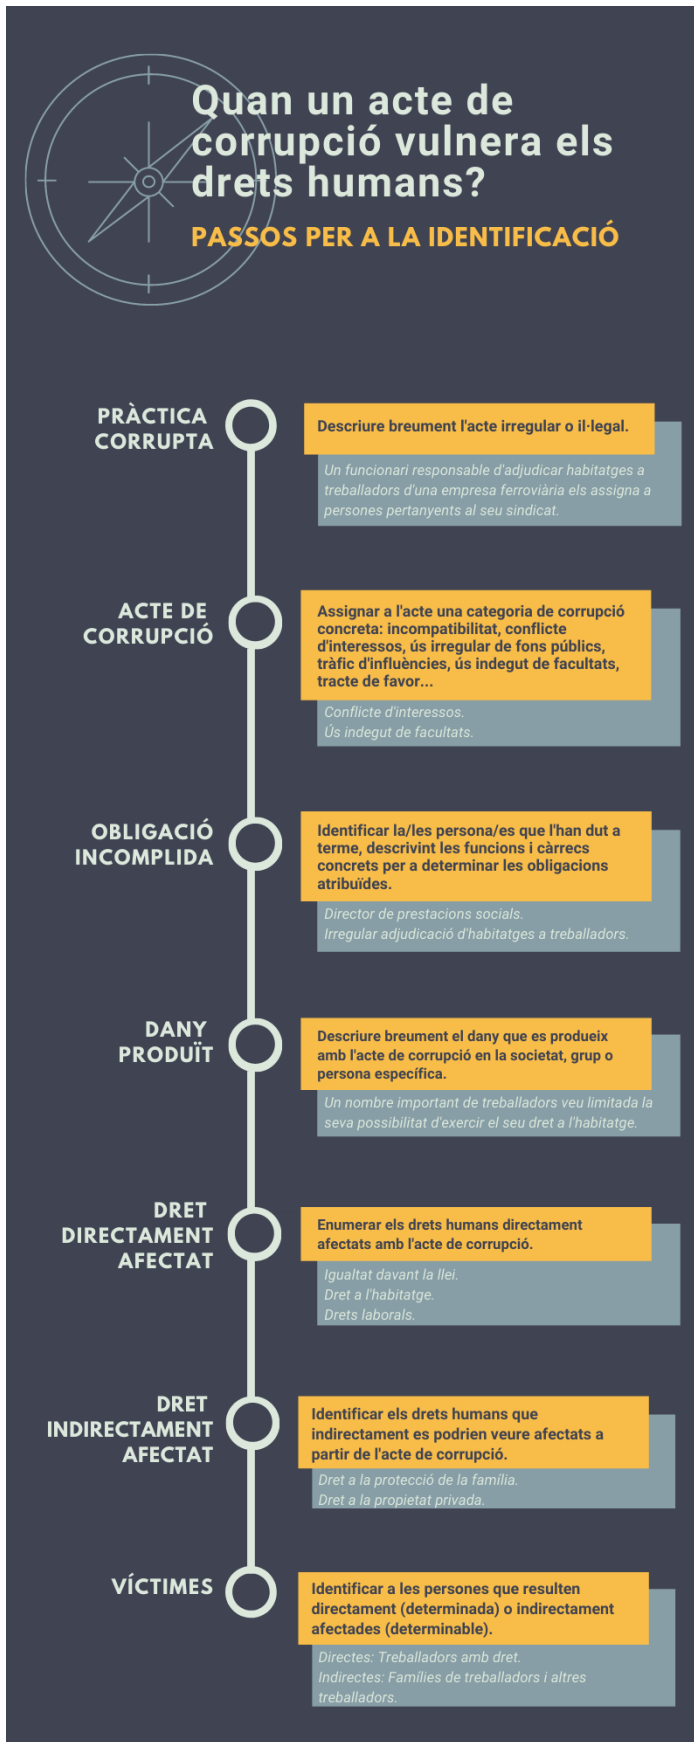 Quan un acte de
corrupció vulnera els
drets humans?
PASSOS PER A LA IDENTIFICACIÓ
PRÀCTICA
CORRUPTA
Descriure breument l'acte irregular o il·legal.
Un funcionari responsable d'adjudicar habitatges a
treballadors d'una empresa ferroviària els assigna a
persones pertanyents al seu sindicat.
ACTE DE
CORRUPCIÓ
Assignar a l'acte una categoria de corrupció
concreta: incompatibilitat, conflicte
d'interessos, ús irregular de fons públics,
tràfic d'influències, ús indegut de facultats,
tracte de favor...
Conflicte d'interessos.
Ús indegut de facultats.
OBLIGACIÓ
INCOMPLIDA
Identificar la/les persona/es que l'han dut a
terme, descrivint les funcions i càrrecs
concrets per a determinar les obligacions
atribuïdes.
Director de prestacions socials.
Irregular adjudicació d'habitatges a treballadors.
DANY
PRODUÏT
Descriure breument el dany que es produeix
amb l'acte de corrupció en la societat, grup o
persona específica.
Un nombre important de treballadors veu limitada la
seva possibilitat d'exercir el seu dret a l'habitatge.
DRET
DIRECTAMENT
AFECTAT
Enumerar els drets humans directament
afectats amb l'acte de corrupció.
Igualtat davant la llei.
Dret a l'habitatge.
Drets laborals.
DRET
INDIRECTAMENT
AFECTAT
Identificar els drets humans que
indirectament es podrien veure afectats a
partir de l'acte de corrupció.
Dret a la protecció de la família.
Dret a la propietat privada.
VÍCTIMES
Identificar a les persones que resulten
directament (determinada) o indirectament
afectades (determinable).
Directes: Treballadors amb dret.
Indirectes: Famílies de treballadors i altres
treballadors.